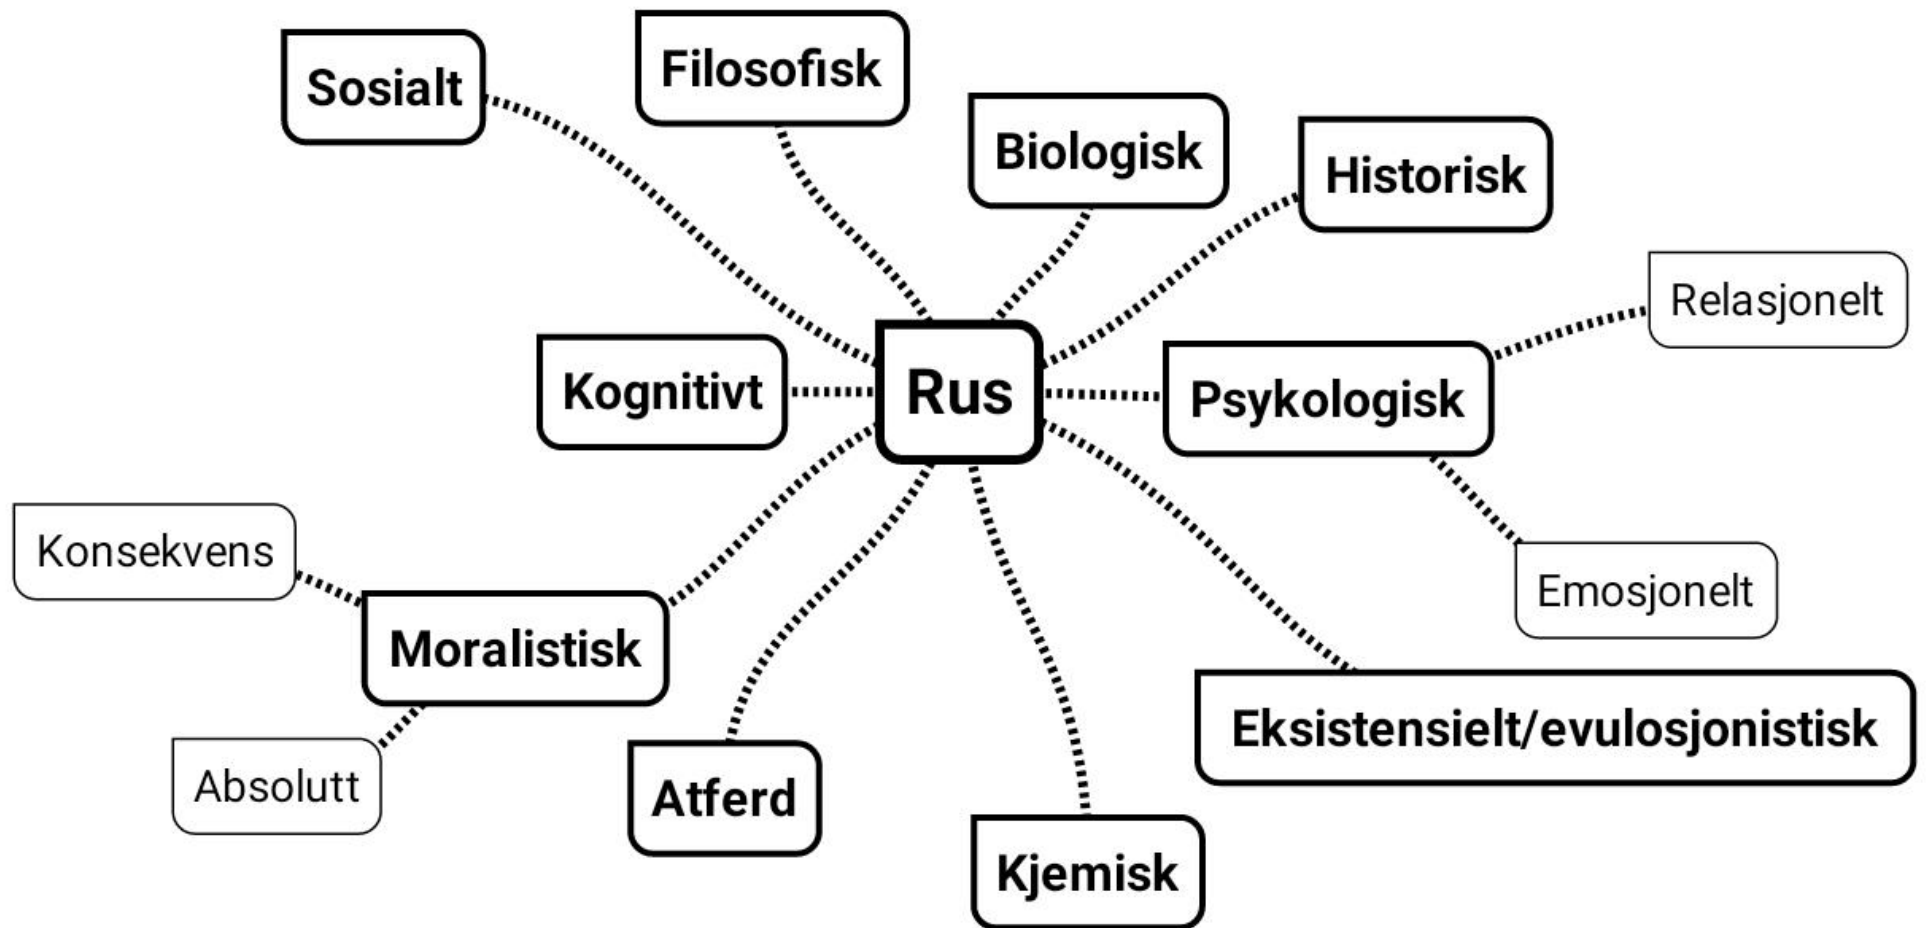 Filosofisk
Sosialt
Biologisk
Historisk
Relasjonelt
Kognitivt
Rus
Psykologisk
Konsekvens
Emosjonelt
Moralistisk
Eksistensielt/evulosjonistisk
Absolutt
Atferd
Kjemisk